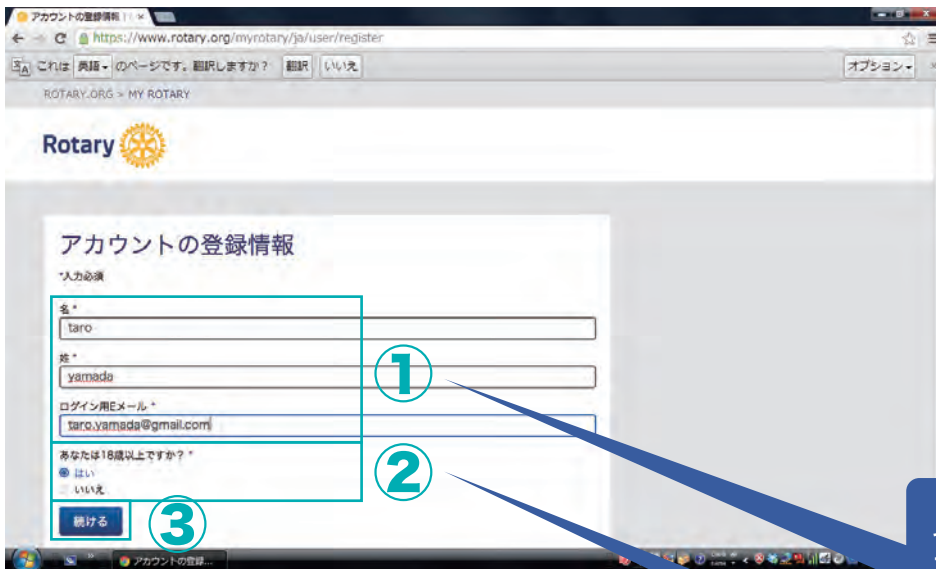 アカウントの登録情報
https://www.rotary.org/myrotary/ja/user/register
これは 英語 のページです。翻訳しますか？ 翻訳 いいえ オプション
ROTARY.ORG > MY ROTARY
Rotary
アカウントの登録情報
*入力必須
名 *
taro
姓 *
yamada
①
ログイン用Eメール *
taro.yamada@gmail.com
あなたは18歳以上ですか？ *
はい
②
いいえ
続ける
③
アカウントの登録...